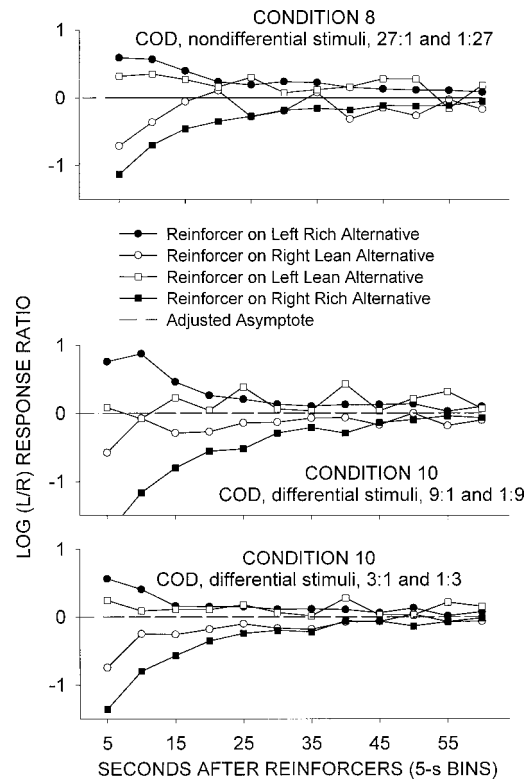 CONDITION 8
COD, nondifferential stimuli, 27:1 and 1:27
1
0
-1
Reinforcer on Left Rich Alternative
Reinforcer on Right Lean Alternative
Reinforcer on Left Lean Alternative
Reinforcer on Right Rich Alternative
Adjusted Asymptote
LOG (L/R) RESPONSE RATIO
1
0
-1
CONDITION 10
COD, differential stimuli, 9:1 and 1:9
CONDITION 10
COD, differential stimuli, 3:1 and 1:3
1
0
-1
5 15 25 35 45 55
SECONDS AFTER REINFORCERS (5-s BINS)